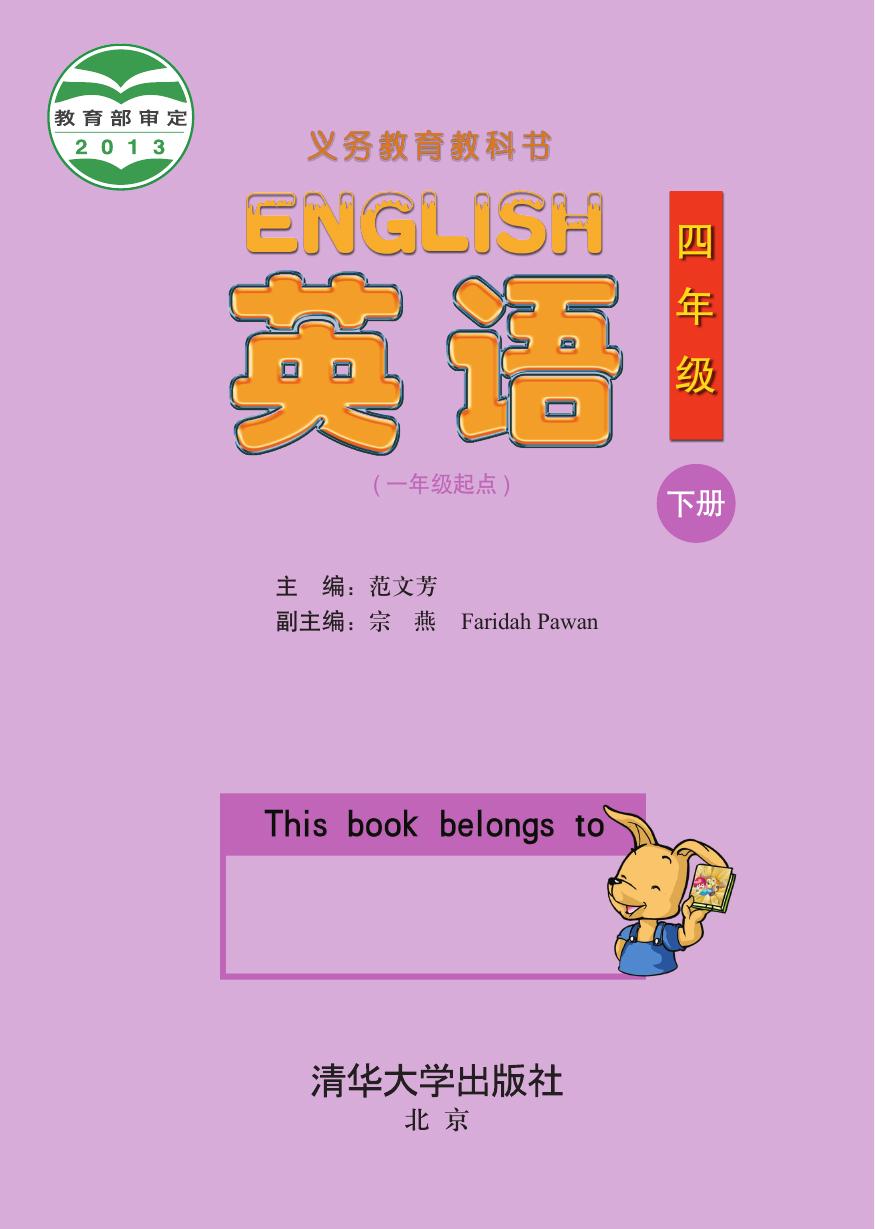 教育部审定
2013
义务教育教科书
ENGLISH
英语
四年级
（一年级起点）
下册
主　编：范文芳
副主编：宗　燕　Faridah Pawan
This book belongs to
清华大学出版社
北 京